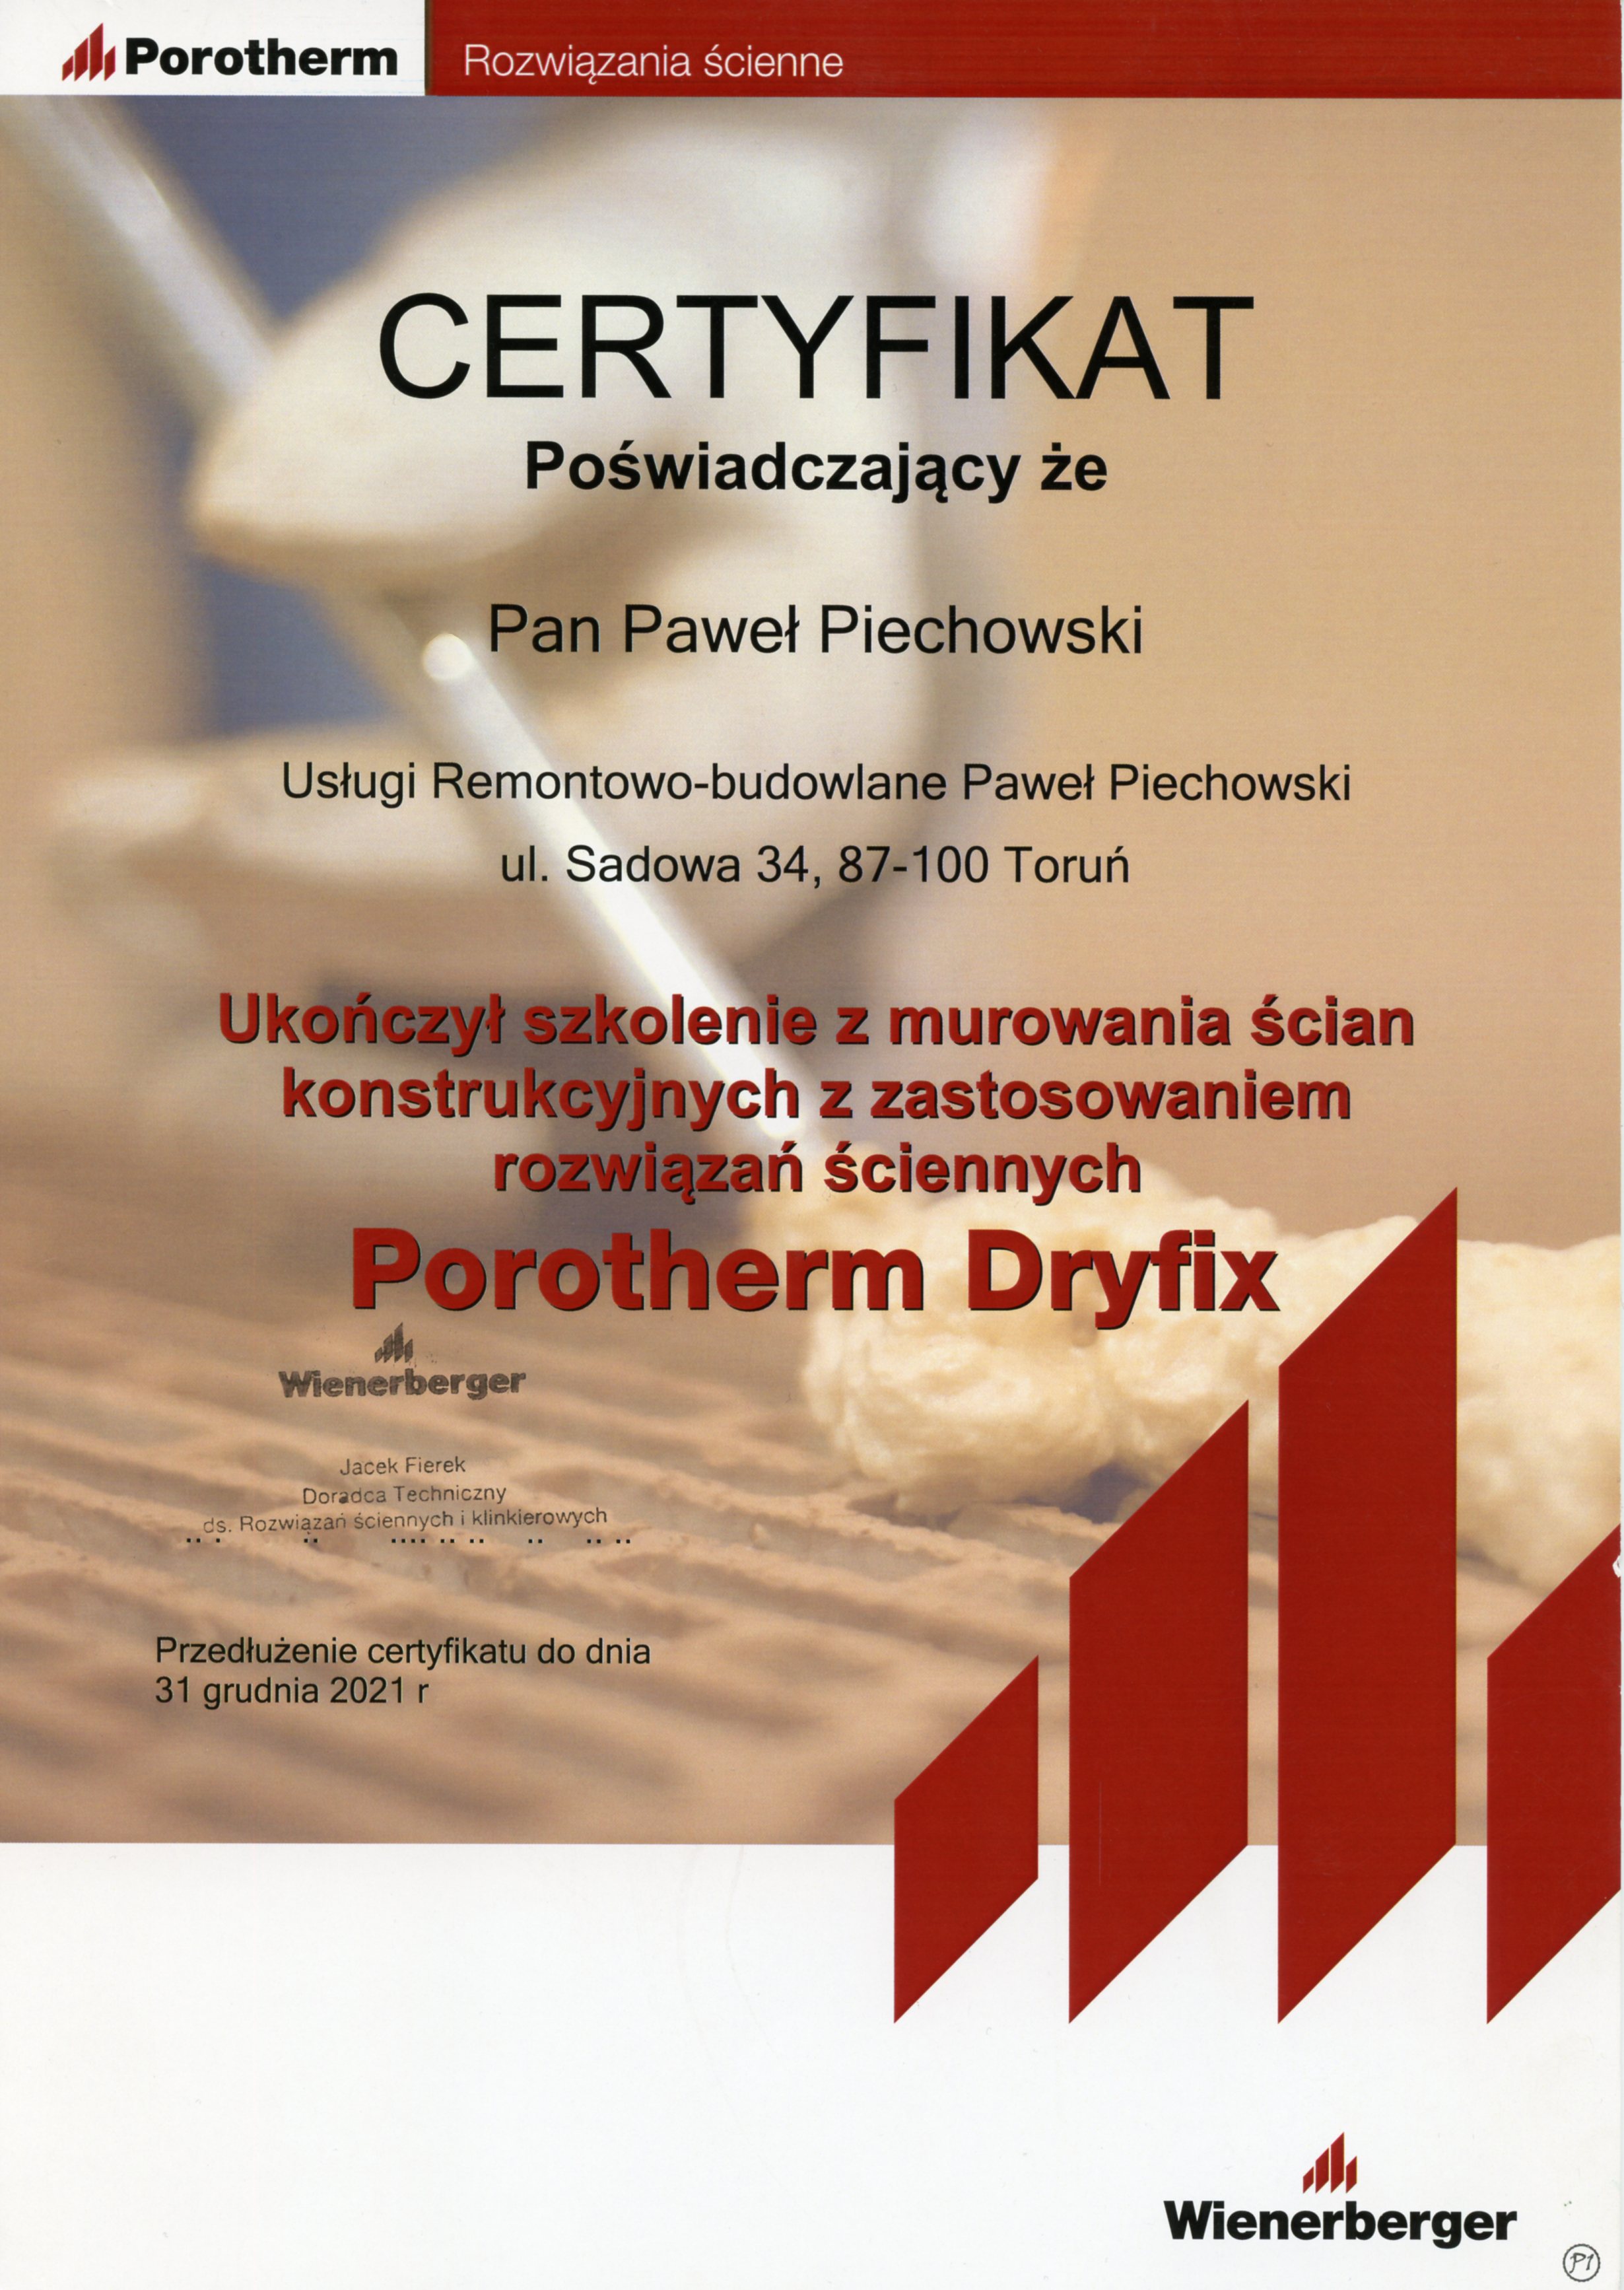 Porotherm
Rozwiązania ścienne
CERTYFIKAT
Poświadczający że
Pan Paweł Piechowski
Usługi Remontowo-budowlane Paweł Piechowski
ul. Sadowa 34, 87-100 Toruń
Ukończył szkolenie z murowania ścian
konstrukcyjnych z zastosowaniem
rozwiązań ściennych
Porotherm Dryfix
Wienerberger
Jacek Fierek
Doradca Techniczny
ds. Rozwiązań ściennych i klinkierowych
Przedłużenie certyfikatu do dnia
31 grudnia 2021 r
Wienerberger
P1